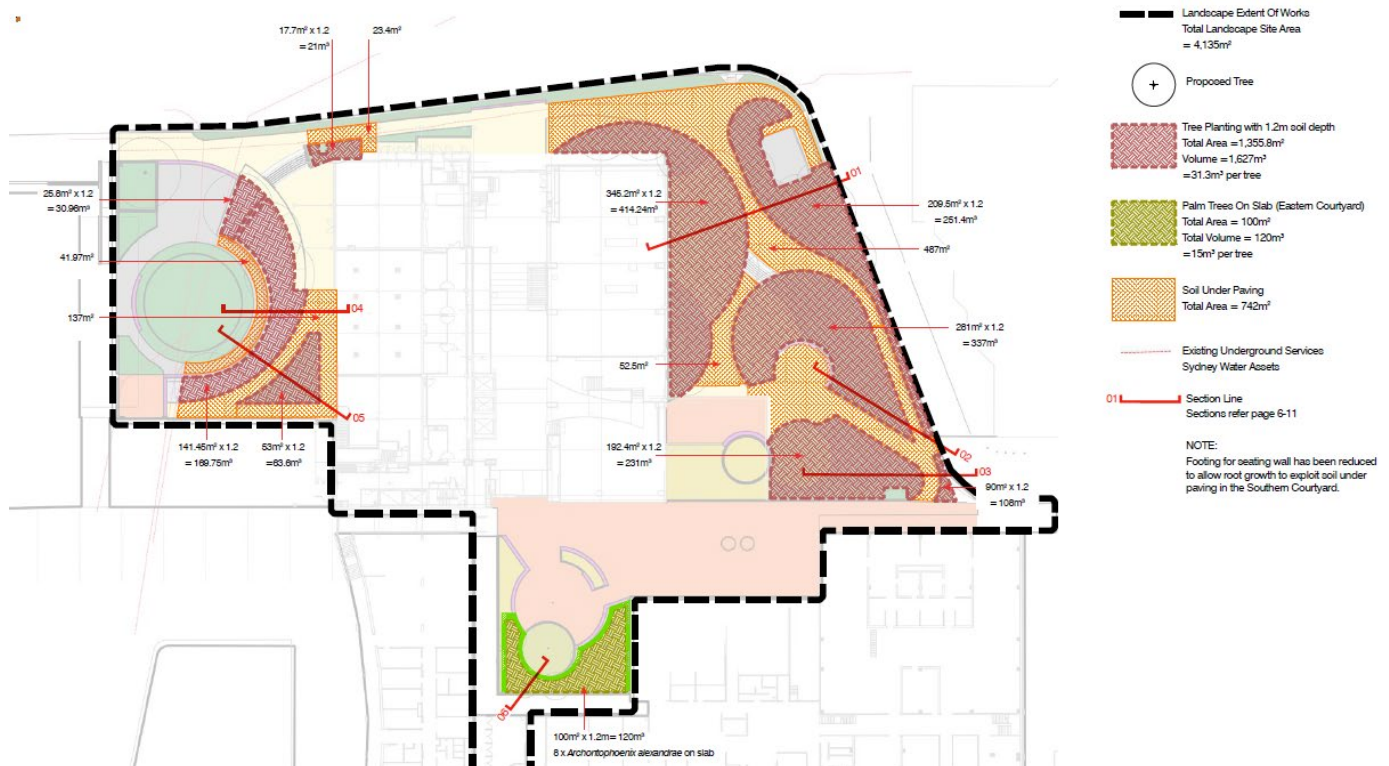 17.7m² x 1.2
= 21m³
23.4m²
25.8m² x 1.2
= 30.96m³
41.97m²
137m²
04
05
141.45m² x 1.2
= 169.75m³
53m² x 1.2
=63.6m³
345.2m² x 1.2
= 414.24m³
01
209.5m² x 1.2
= 251.4m³
487m²
281m² x 1.2
= 337m³
52.5m²
192.4m² x 1.2
= 231m³
02
03
90m² x 1.2
= 108m³
06
100m² x 1.2m= 120m³
8 x Archontophoenix alexandrae on slab
Landscape Extent Of Works
Total Landscape Site Area
= 4,135m²
Proposed Tree
Tree Planting with 1.2m soil depth
Total Area =1,355.8m²
Volume =1,627m³
=31.3m³ per tree
Palm Trees On Slab (Eastern Courtyard)
Total Area = 100m²
Total Volume = 120m³
=15m³ per tree
Soil Under Paving
Total Area = 742m²
Existing Underground Services
Sydney Water Assets
01
Section Line
Sections refer page 6-11
NOTE:
Footing for seating wall has been reduced
to allow root growth to exploit soil under
paving in the Southern Courtyard.